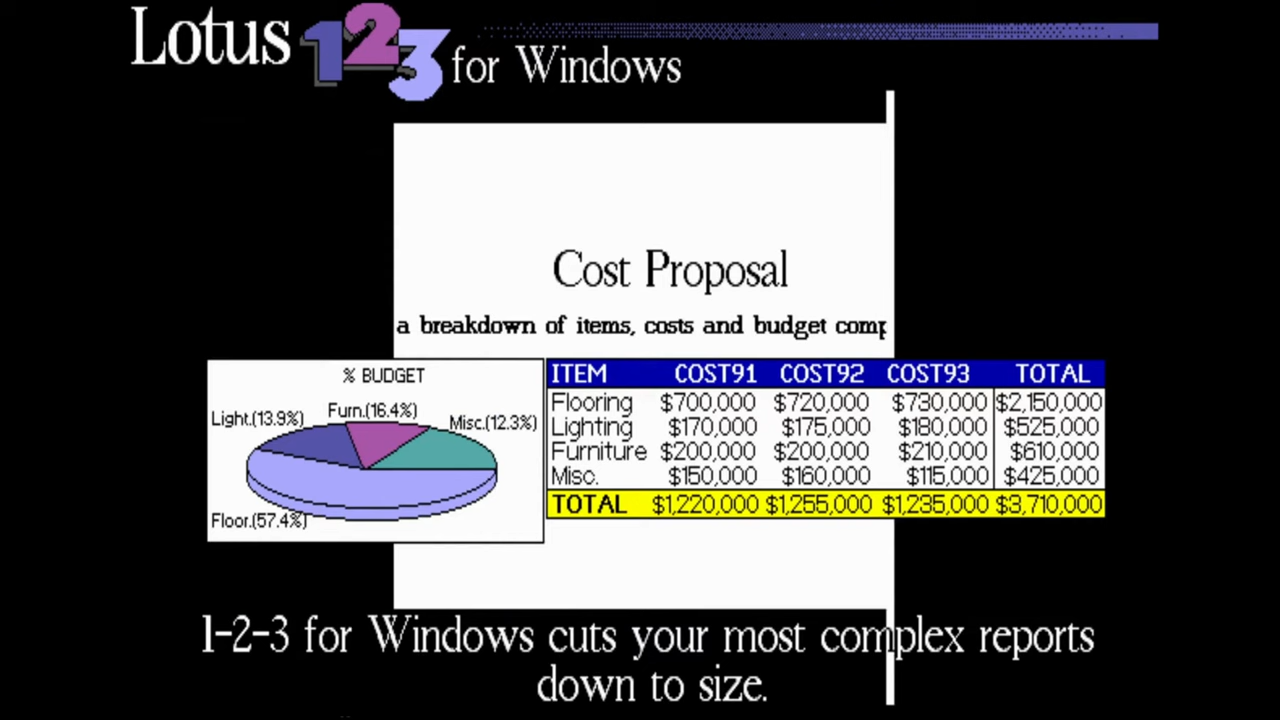 Lotus 123 for Windows
Cost Proposal
a breakdown of items, costs and budget comp
% BUDGET
Light.(13.9%)
Furn.(16.4%)
Misc.(12.3%)
Floor.(57.4%)
ITEM COST91 COST92 COST93 TOTAL
Flooring $700,000 $720,000 $730,000 $2,150,000
Lighting $170,000 $175,000 $180,000 $525,000
Furniture $200,000 $200,000 $210,000 $610,000
Misc. $150,000 $160,000 $115,000 $425,000
TOTAL $1,220,000 $1,255,000 $1,235,000 $3,710,000
1-2-3 for Windows cuts your most complex reports
down to size.